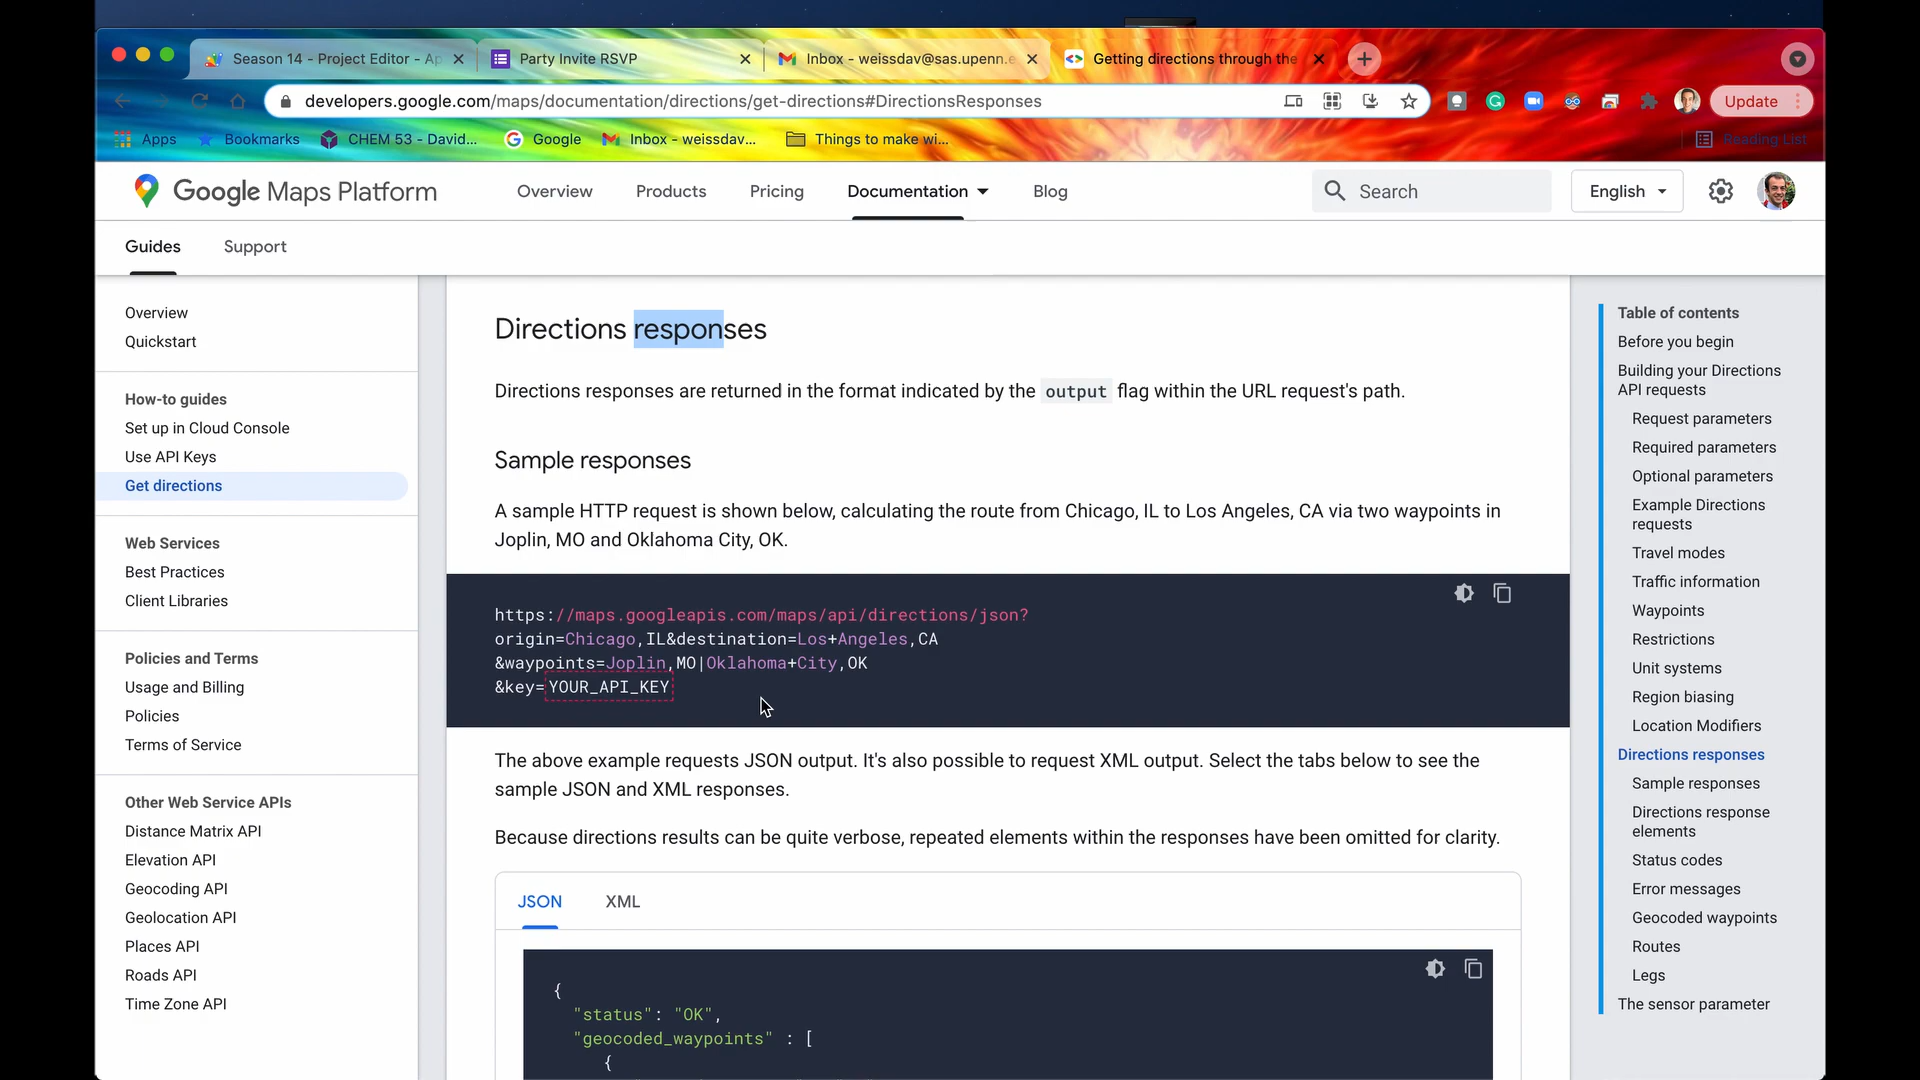 Season 14 - Project Editor - Ap
Party Invite RSVP
Inbox - weissdav@sas.upenn.e
Getting directions through the
developers.google.com/maps/documentation/directions/get-directions#DirectionsResponses
Update
Apps
Bookmarks
CHEM 53 - David...
Google
Inbox - weissdav...
Things to make wi...
Reading List
Google Maps Platform
Overview
Products
Pricing
Documentation
Blog
Search
English
Guides
Support
Overview
Quickstart
How-to guides
Set up in Cloud Console
Use API Keys
Get directions
Web Services
Best Practices
Client Libraries
Policies and Terms
Usage and Billing
Policies
Terms of Service
Other Web Service APIs
Distance Matrix API
Elevation API
Geocoding API
Geolocation API
Places API
Roads API
Time Zone API
Directions responses
Directions responses are returned in the format indicated by the output flag within the URL request's path.
Sample responses
A sample HTTP request is shown below, calculating the route from Chicago, IL to Los Angeles, CA via two waypoints in
Joplin, MO and Oklahoma City, OK.
https://maps.googleapis.com/maps/api/directions/json?
origin=Chicago,IL&destination=Los+Angeles,CA
&waypoints=Joplin,MO|Oklahoma+City,OK
&key=YOUR_API_KEY
The above example requests JSON output. It's also possible to request XML output. Select the tabs below to see the
sample JSON and XML responses.
Because directions results can be quite verbose, repeated elements within the responses have been omitted for clarity.
JSON
XML
{
"status": "OK",
"geocoded_waypoints" : [
{
Table of contents
Before you begin
Building your Directions
API requests
Request parameters
Required parameters
Optional parameters
Example Directions
requests
Travel modes
Traffic information
Waypoints
Restrictions
Unit systems
Region biasing
Location Modifiers
Directions responses
Sample responses
Directions response
elements
Status codes
Error messages
Geocoded waypoints
Routes
Legs
The sensor parameter